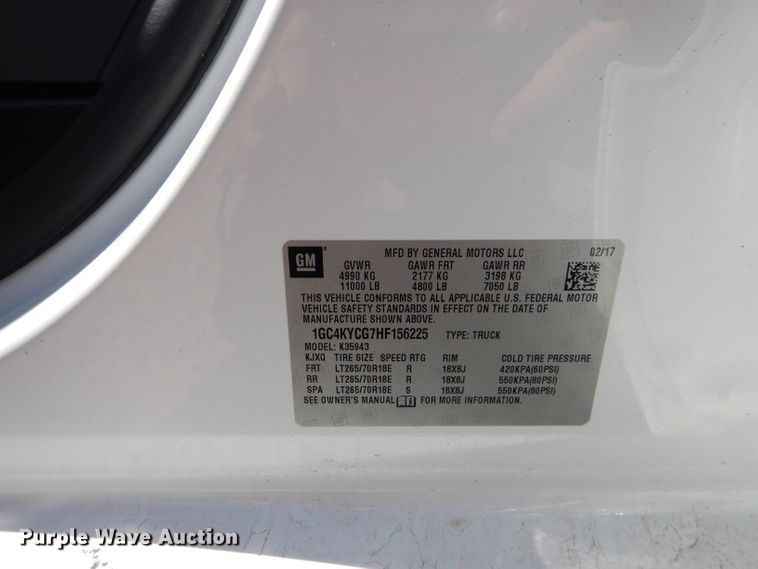 GM
MFD BY GENERAL MOTORS LLC 02/17
GVWR GAWR FRT GAWR RR
4990 KG 2177 KG 3198 KG
11000 LB 4800 LB 7050 LB
THIS VEHICLE CONFORMS TO ALL APPLICABLE U.S. FEDERAL MOTOR
VEHICLE SAFETY STANDARDS IN EFFECT ON THE DATE OF
MANUFACTURE SHOWN ABOVE.
1GC4KYCG7HF156225 TYPE: TRUCK
MODEL: K35943
KJXQ TIRE SIZE SPEED RTG RIM COLD TIRE PRESSURE
FRT LT265/70R18E R 18X8J 420KPA(60PSI)
RR LT265/70R18E R 18X8J 550KPA(80PSI)
SPA LT265/70R18E S 18X8J 550KPA(80PSI)
SEE OWNER'S MANUAL FOR MORE INFORMATION.
Purple Wave Auction